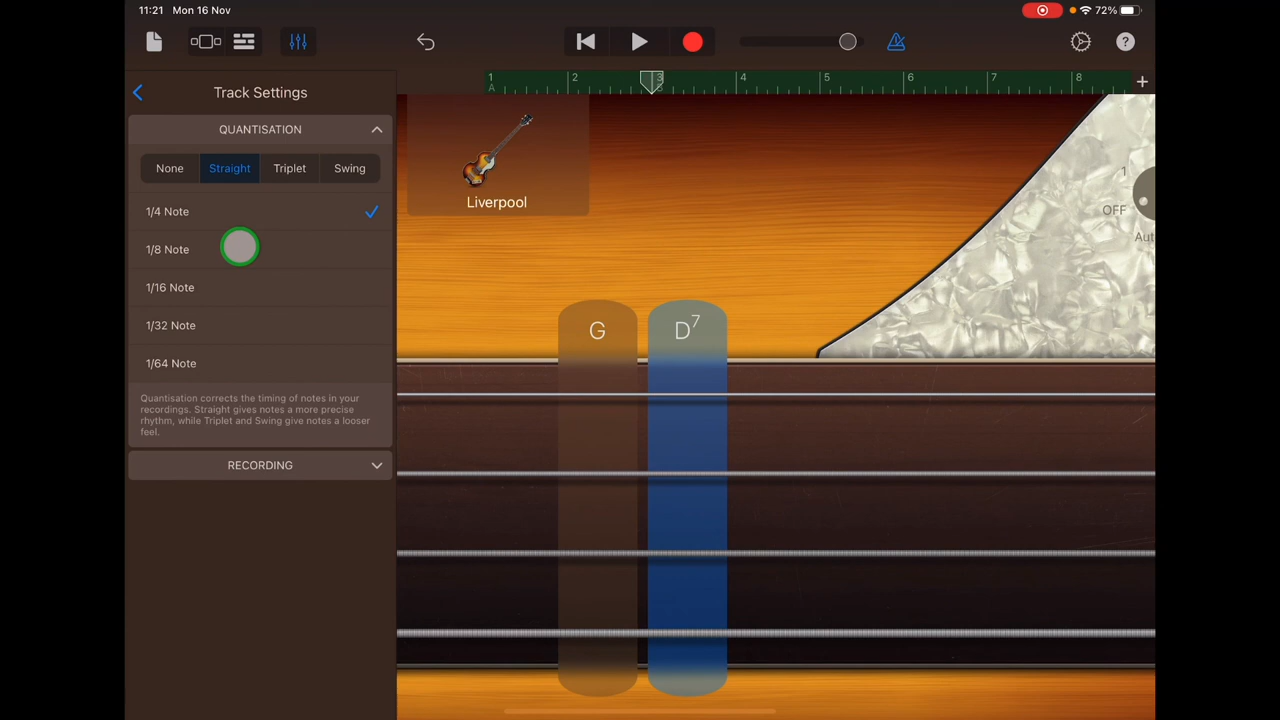 11:21 Mon 16 Nov
72%
?
Track Settings
1 2 3 4 5 6 7 8
A B
QUANTISATION
None Straight Triplet Swing
1/4 Note
1/8 Note
1/16 Note
1/32 Note
1/64 Note
Quantisation corrects the timing of notes in your
recordings. Straight gives notes a more precise
rhythm, while Triplet and Swing give notes a looser
feel.
RECORDING
Liverpool
1
OFF
G D7